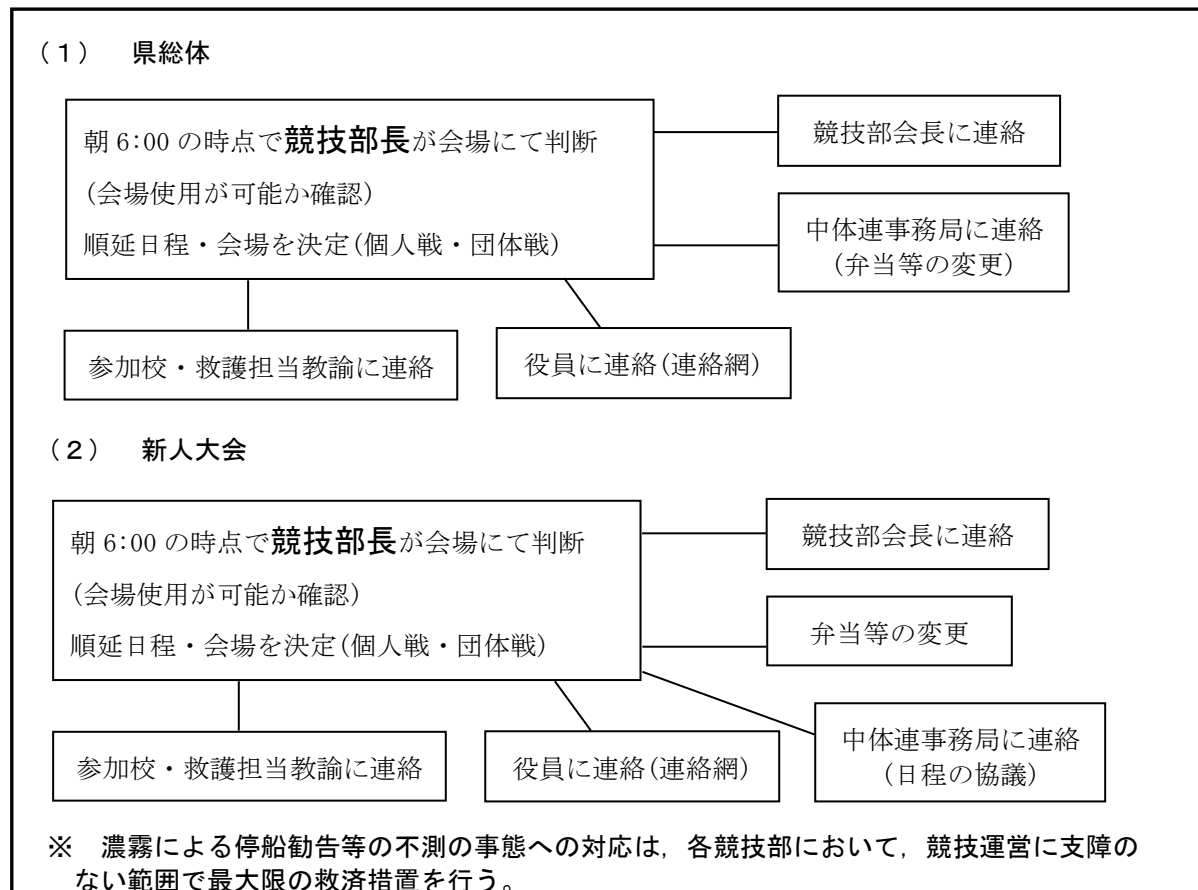 (1) 県総体
朝 6:00 の時点で競技部長が会場にて判断
(会場使用が可能か確認)
順延日程・会場を決定(個人戦・団体戦)
競技部会長に連絡
中体連事務局に連絡
(弁当等の変更)
参加校・救護担当教諭に連絡
役員に連絡(連絡網)
(2) 新人大会
朝 6:00 の時点で競技部長が会場にて判断
(会場使用が可能か確認)
順延日程・会場を決定(個人戦・団体戦)
競技部会長に連絡
弁当等の変更
中体連事務局に連絡
(日程の協議)
参加校・救護担当教諭に連絡
役員に連絡(連絡網)
※ 濃霧による停船勧告等の不測の事態への対応は，各競技部において，競技運営に支障の
ない範囲で最大限の救済措置を行う。